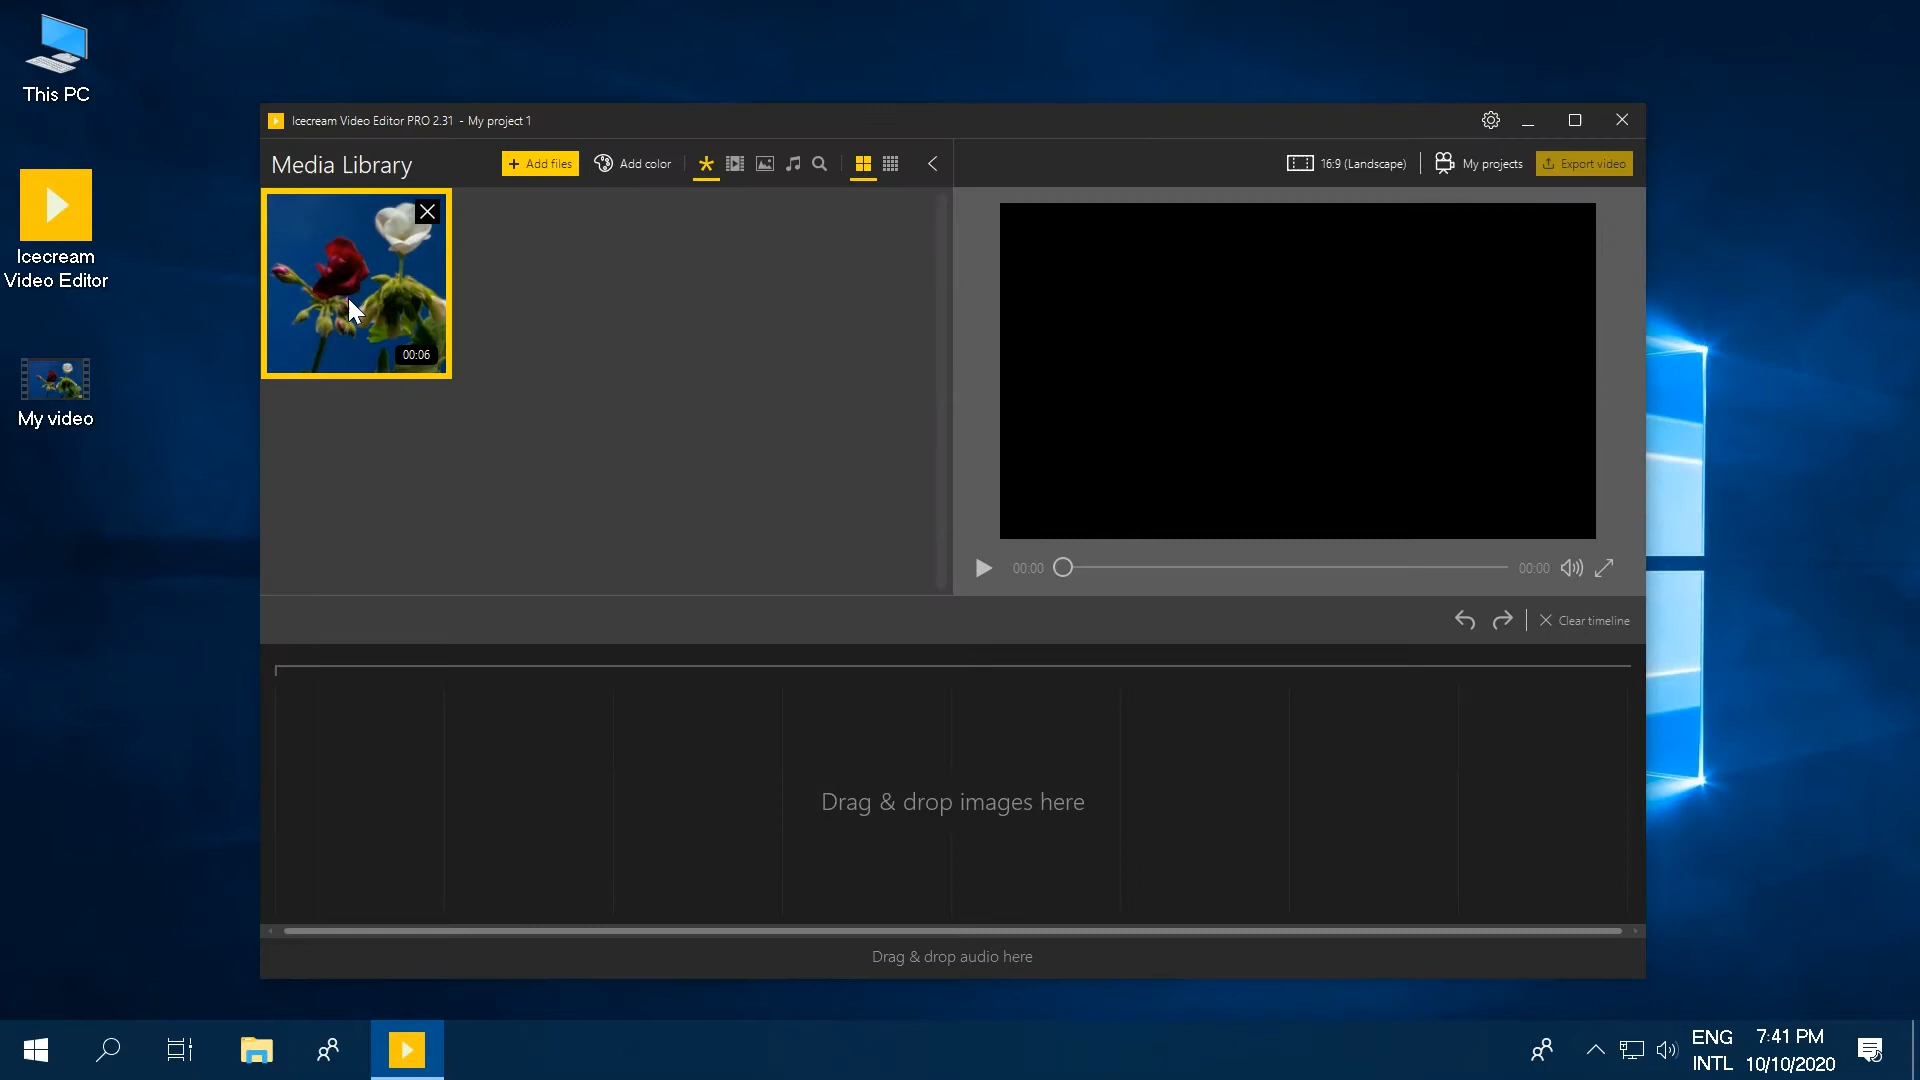 This PC
Icecream
Video Editor
My video
Icecream Video Editor PRO 2.31 - My project 1
Media Library
+ Add files
Add color
16:9 (Landscape)
My projects
Export video
00:06
00:00
00:00
Clear timeline
Drag & drop images here
Drag & drop audio here
ENG
INTL
7:41 PM
10/10/2020